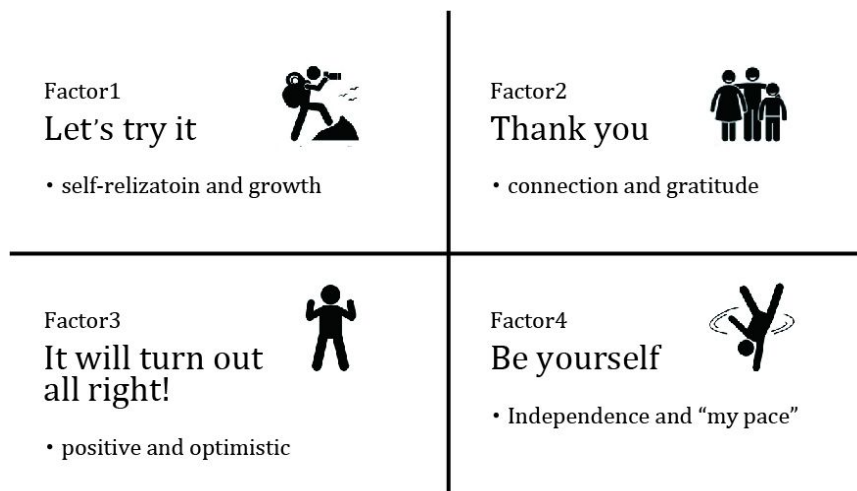 Factor1
Let’s try it
・self-relizatoin and growth
Factor2
Thank you
・connection and gratitude
Factor3
It will turn out
all right!
・positive and optimistic
Factor4
Be yourself
・Independence and “my pace”